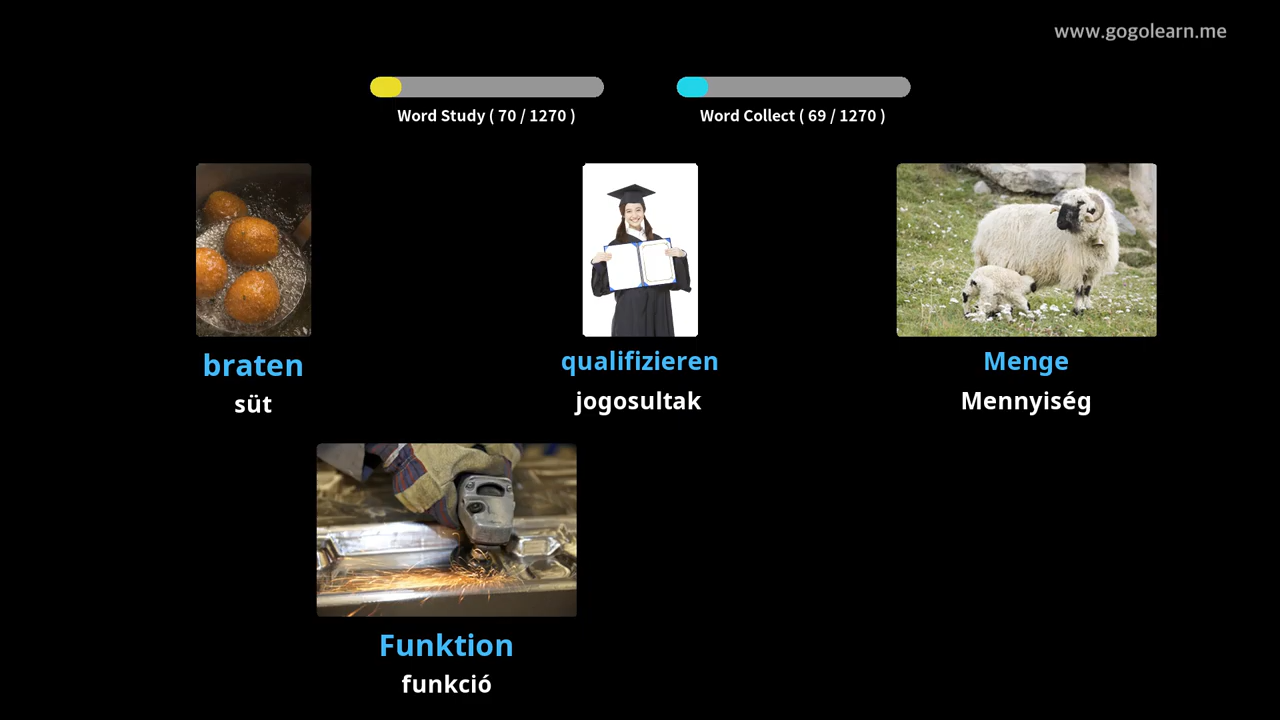 www.gogolearn.me
Word Study ( 70 / 1270 )
Word Collect ( 69 / 1270 )
braten
süt
qualifizieren
jogosultak
Menge
Mennyiség
Funktion
funkció